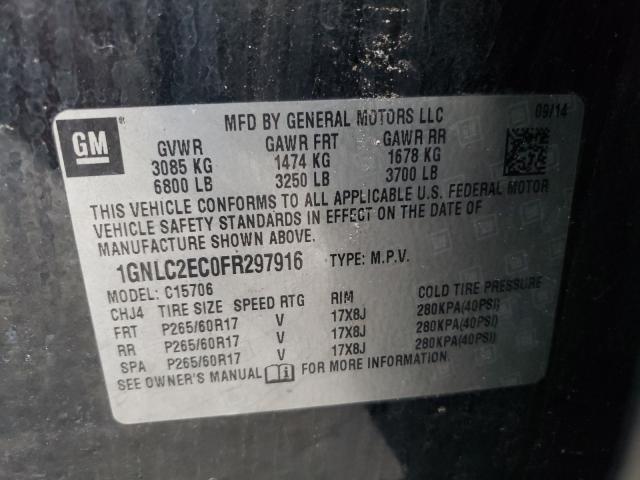 GM
MFD BY GENERAL MOTORS LLC 09/14
GVWR GAWR FRT GAWR RR
3085 KG 1474 KG 1678 KG
6800 LB 3250 LB 3700 LB
THIS VEHICLE CONFORMS TO ALL APPLICABLE U.S. FEDERAL MOTOR
VEHICLE SAFETY STANDARDS IN EFFECT ON THE DATE OF
MANUFACTURE SHOWN ABOVE.
1GNLC2EC0FR297916 TYPE: M.P.V.
MODEL: C15706
CHJ4 TIRE SIZE SPEED RTG RIM COLD TIRE PRESSURE
FRT P265/60R17 V 17X8J 280KPA(40PSI)
RR P265/60R17 V 17X8J 280KPA(40PSI)
SPA P265/60R17 V 17X8J 280KPA(40PSI)
SEE OWNER'S MANUAL i FOR MORE INFORMATION.